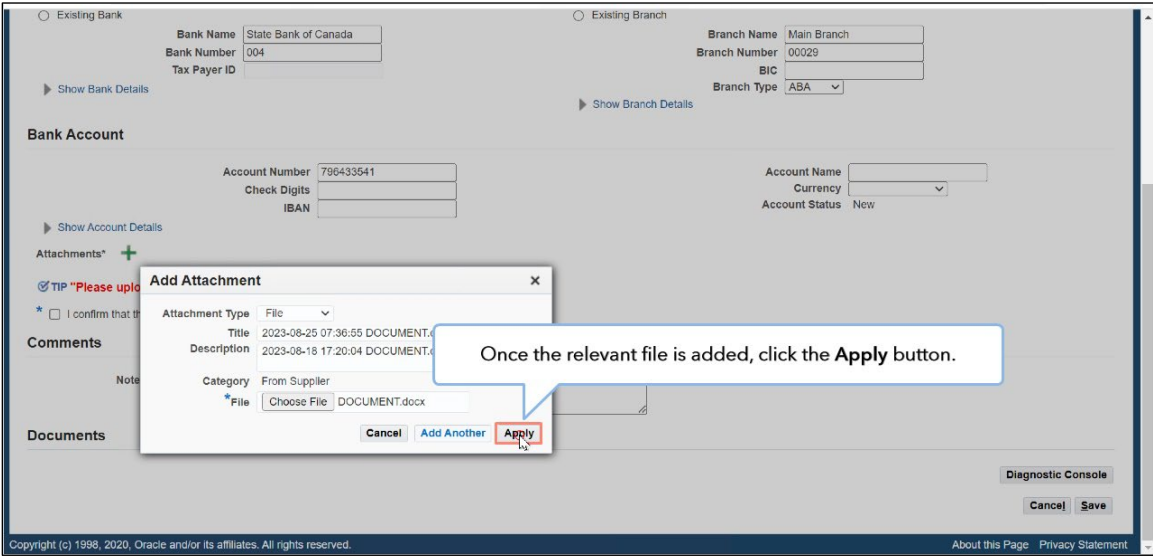 Existing Bank
Existing Branch
Bank Name State Bank of Canada
Branch Name Main Branch
Bank Number 004
Branch Number 00029
Tax Payer ID
BIC
Show Bank Details
Branch Type ABA
Show Branch Details
Bank Account
Account Number 796433541
Account Name
Check Digits
Currency
IBAN
Account Status New
Show Account Details
Attachments*
TIP "Please uplo
* I confirm that th
Comments
Note
Add Attachment ×
Attachment Type File
Title 2023-08-25 07:36:55 DOCUMENT.
Description 2023-08-18 17:20:04 DOCUMENT.
Category From Supplier
*File Choose File DOCUMENT.docx
Cancel Add Another Apply
Once the relevant file is added, click the Apply button.
Documents
Diagnostic Console
Cancel Save
Copyright (c) 1998, 2020, Oracle and/or its affiliates. All rights reserved.
About this Page Privacy Statement